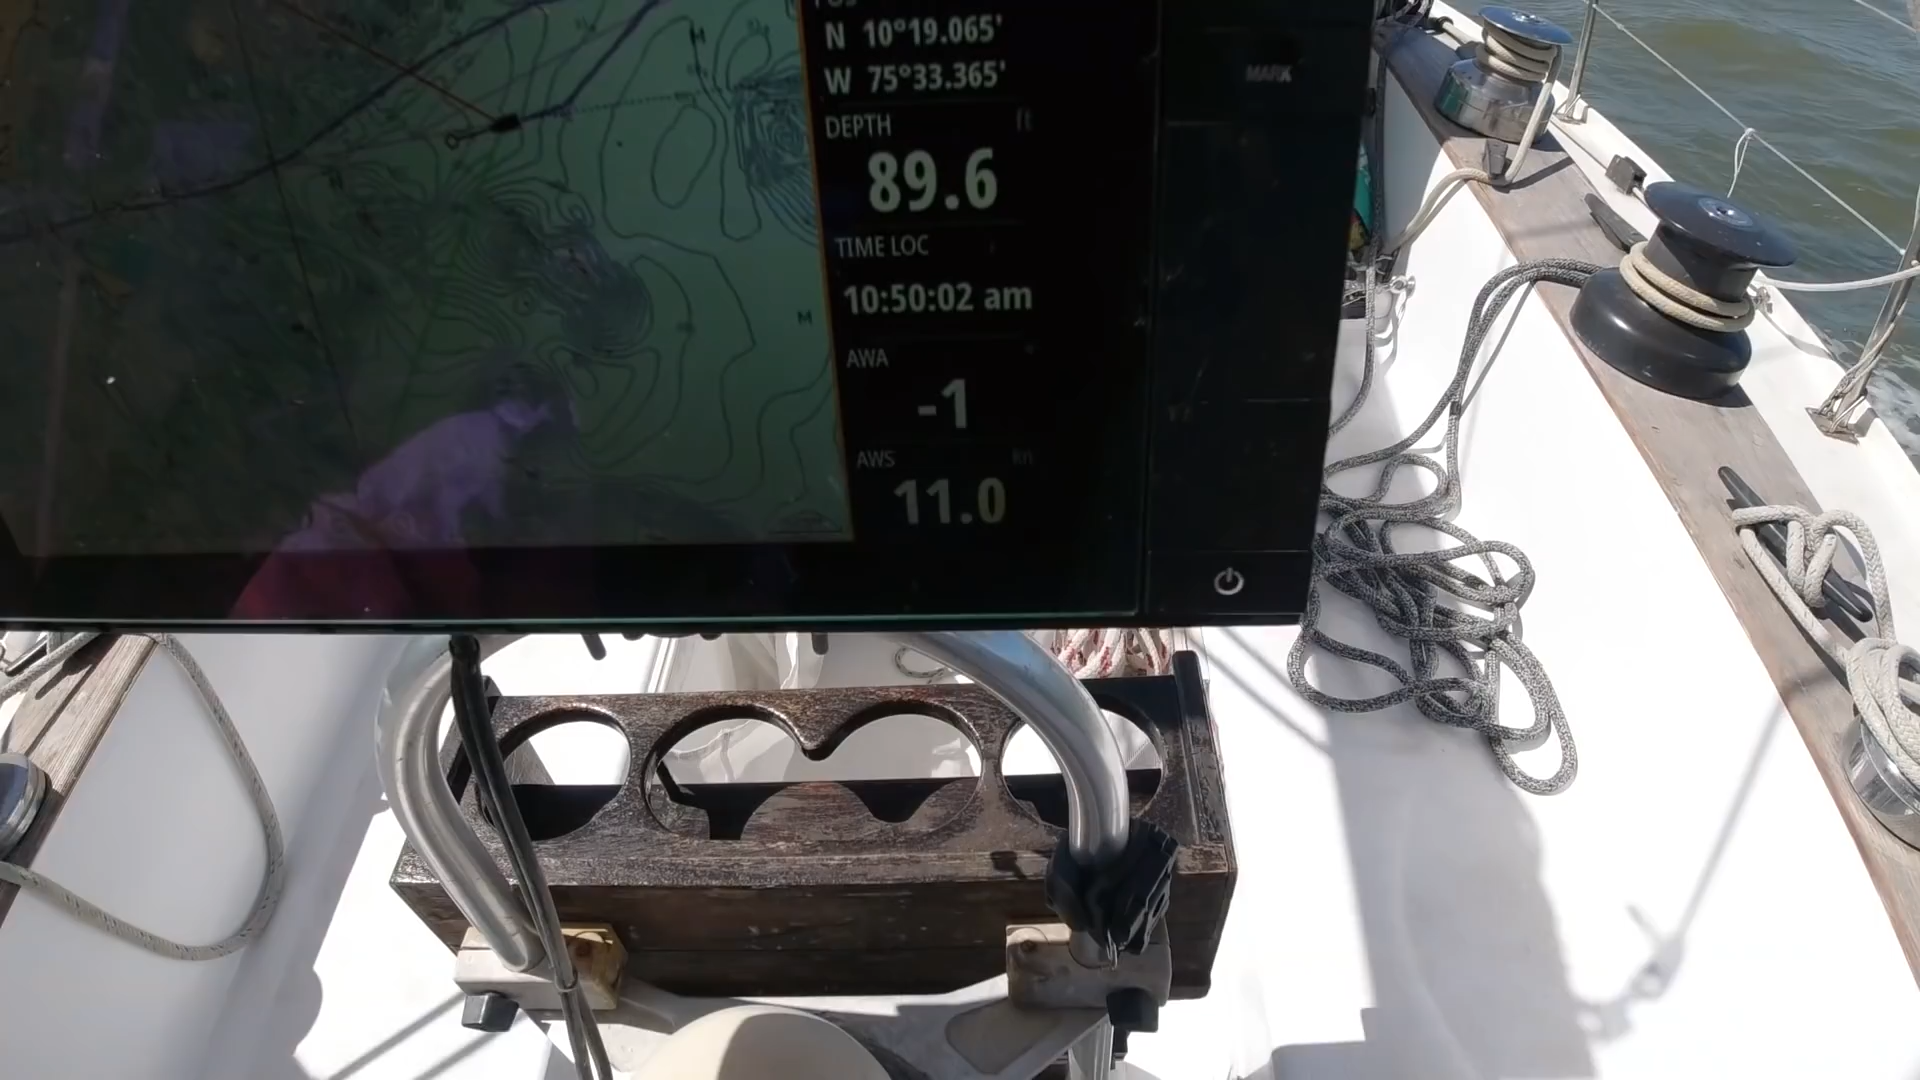 POS
N 10°19.065'
W 75°33.365'
MARK
DEPTH ft
89.6
TIME LOC
10:50:02 am
AWA °
-1
AWS kn
11.0
M
M